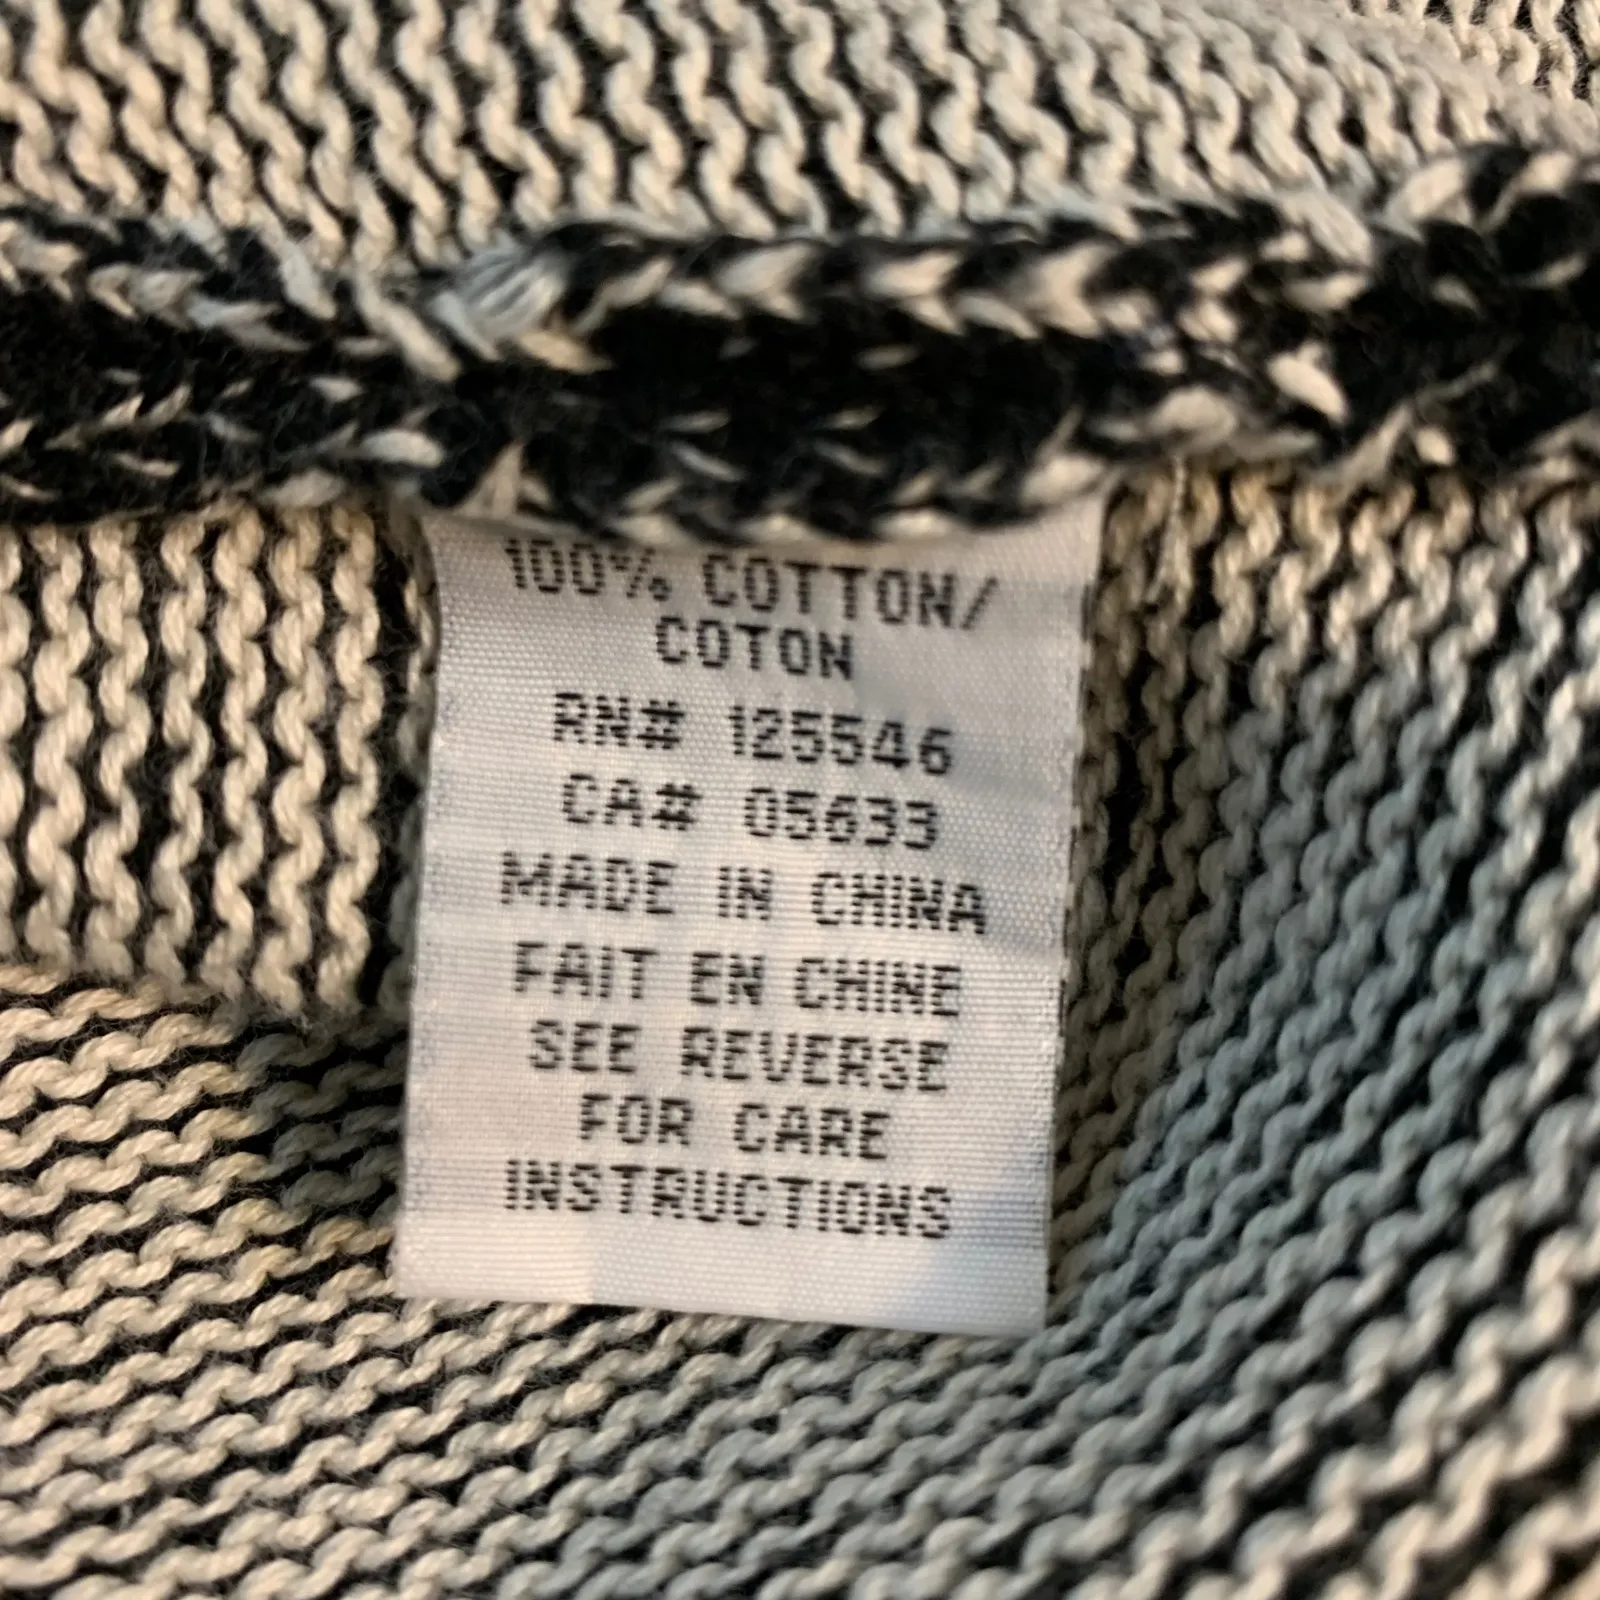 100% COTTON/
COTON
RN# 125546
CA# 05633
MADE IN CHINA
FAIT EN CHINE
SEE REVERSE
FOR CARE
INSTRUCTIONS